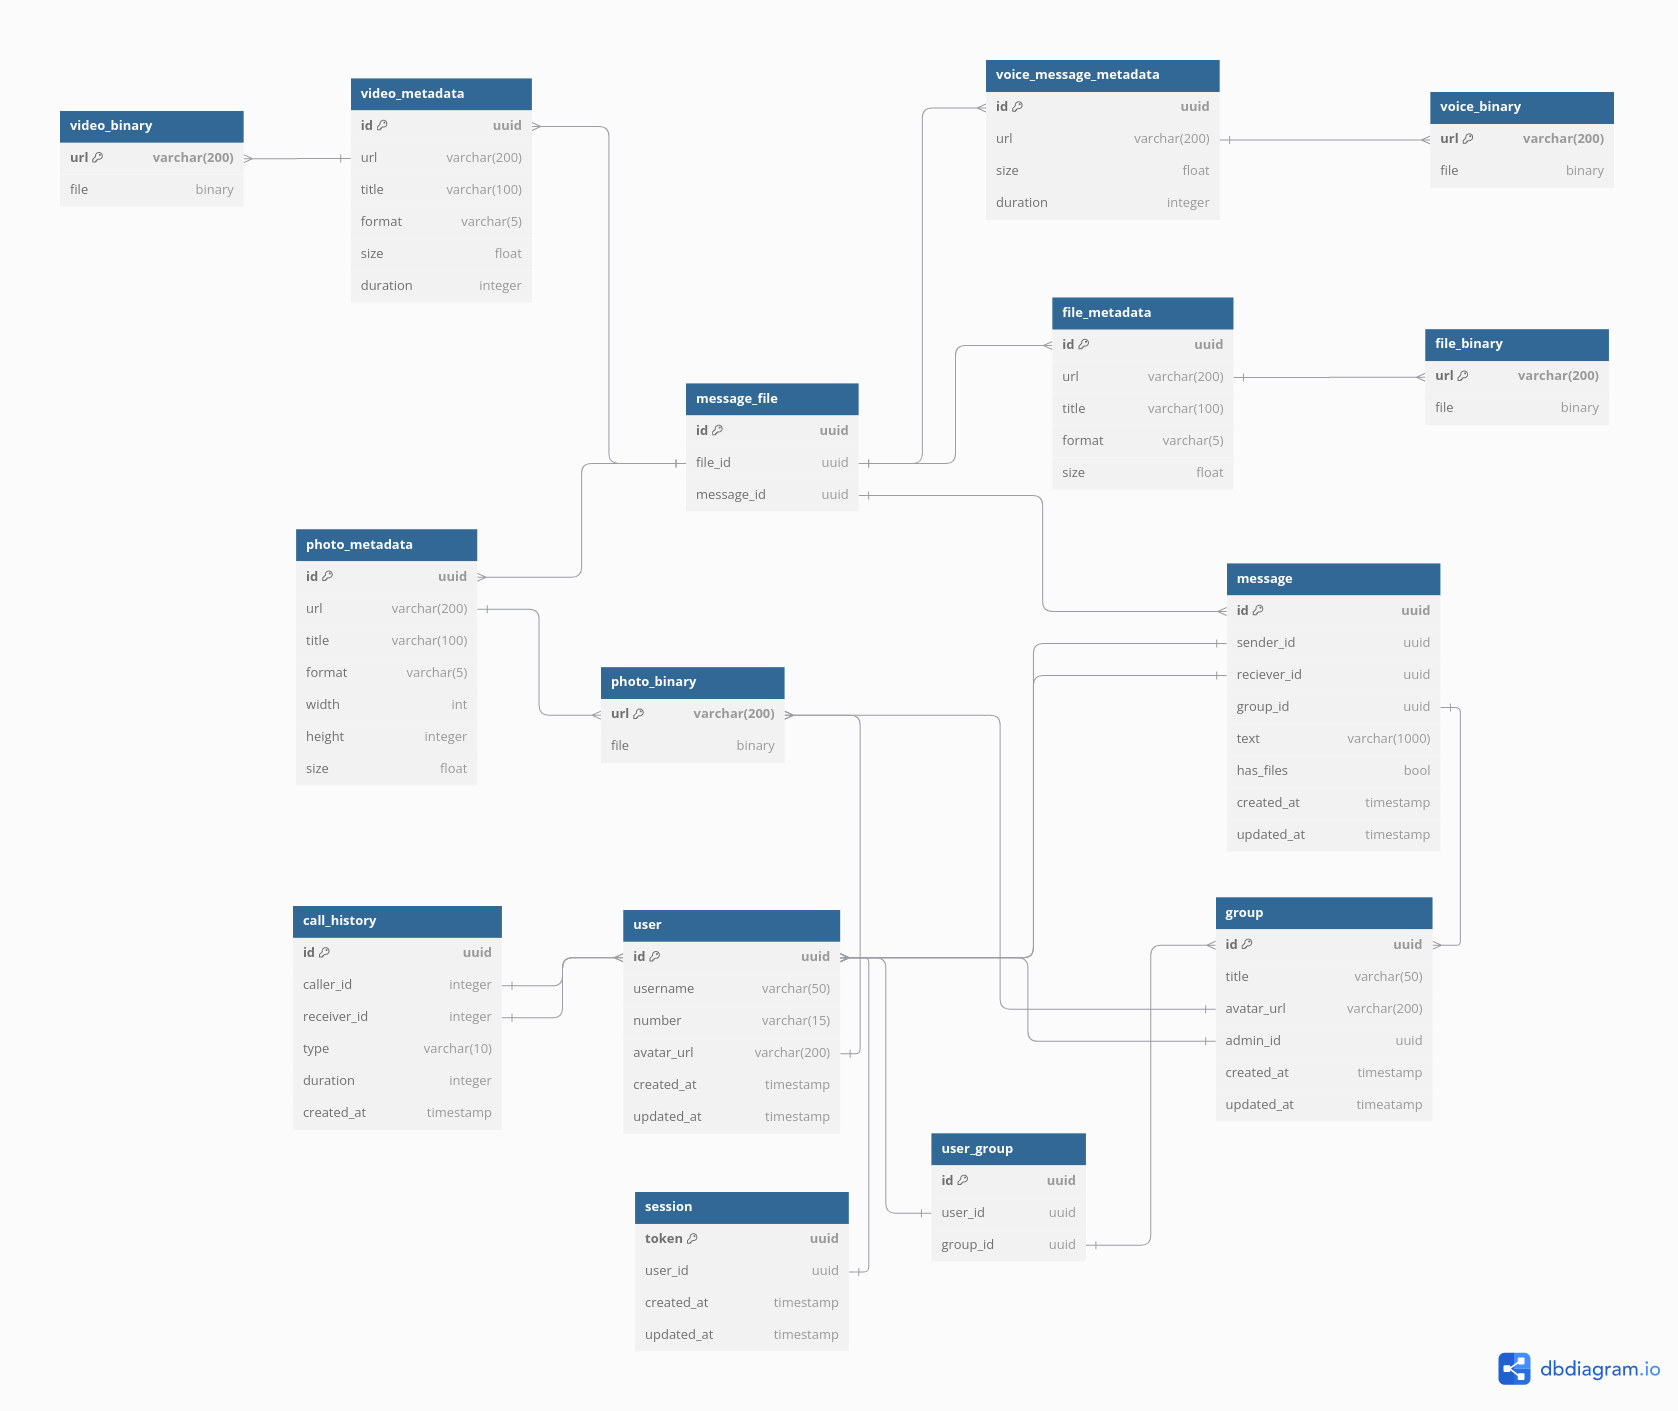 video_binary
url varchar(200)
file binary
video_metadata
id uuid
url varchar(200)
title varchar(100)
format varchar(5)
size float
duration integer
voice_message_metadata
id uuid
url varchar(200)
size float
duration integer
voice_binary
url varchar(200)
file binary
file_metadata
id uuid
url varchar(200)
title varchar(100)
format varchar(5)
size float
file_binary
url varchar(200)
file binary
message_file
id uuid
file_id uuid
message_id uuid
photo_metadata
id uuid
url varchar(200)
title varchar(100)
format varchar(5)
width int
height integer
size float
photo_binary
url varchar(200)
file binary
message
id uuid
sender_id uuid
reciever_id uuid
group_id uuid
text varchar(1000)
has_files bool
created_at timestamp
updated_at timestamp
call_history
id uuid
caller_id integer
receiver_id integer
type varchar(10)
duration integer
created_at timestamp
user
id uuid
username varchar(50)
number varchar(15)
avatar_url varchar(200)
created_at timestamp
updated_at timestamp
group
id uuid
title varchar(50)
avatar_url varchar(200)
admin_id uuid
created_at timestamp
updated_at timeatamp
user_group
id uuid
user_id uuid
group_id uuid
session
token uuid
user_id uuid
created_at timestamp
updated_at timestamp
dbdiagram.io